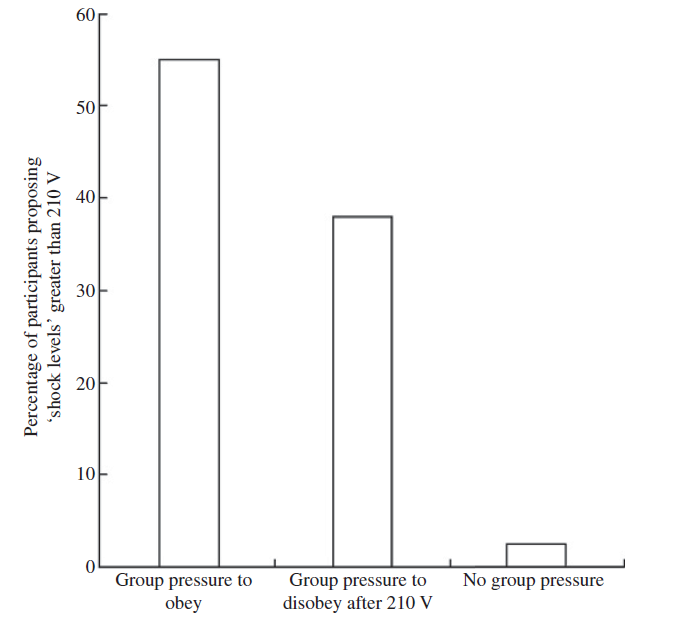 Percentage of participants proposing
‘shock levels’ greater than 210 V
60
50
40
30
20
10
0
Group pressure to
obey
Group pressure to
disobey after 210 V
No group pressure